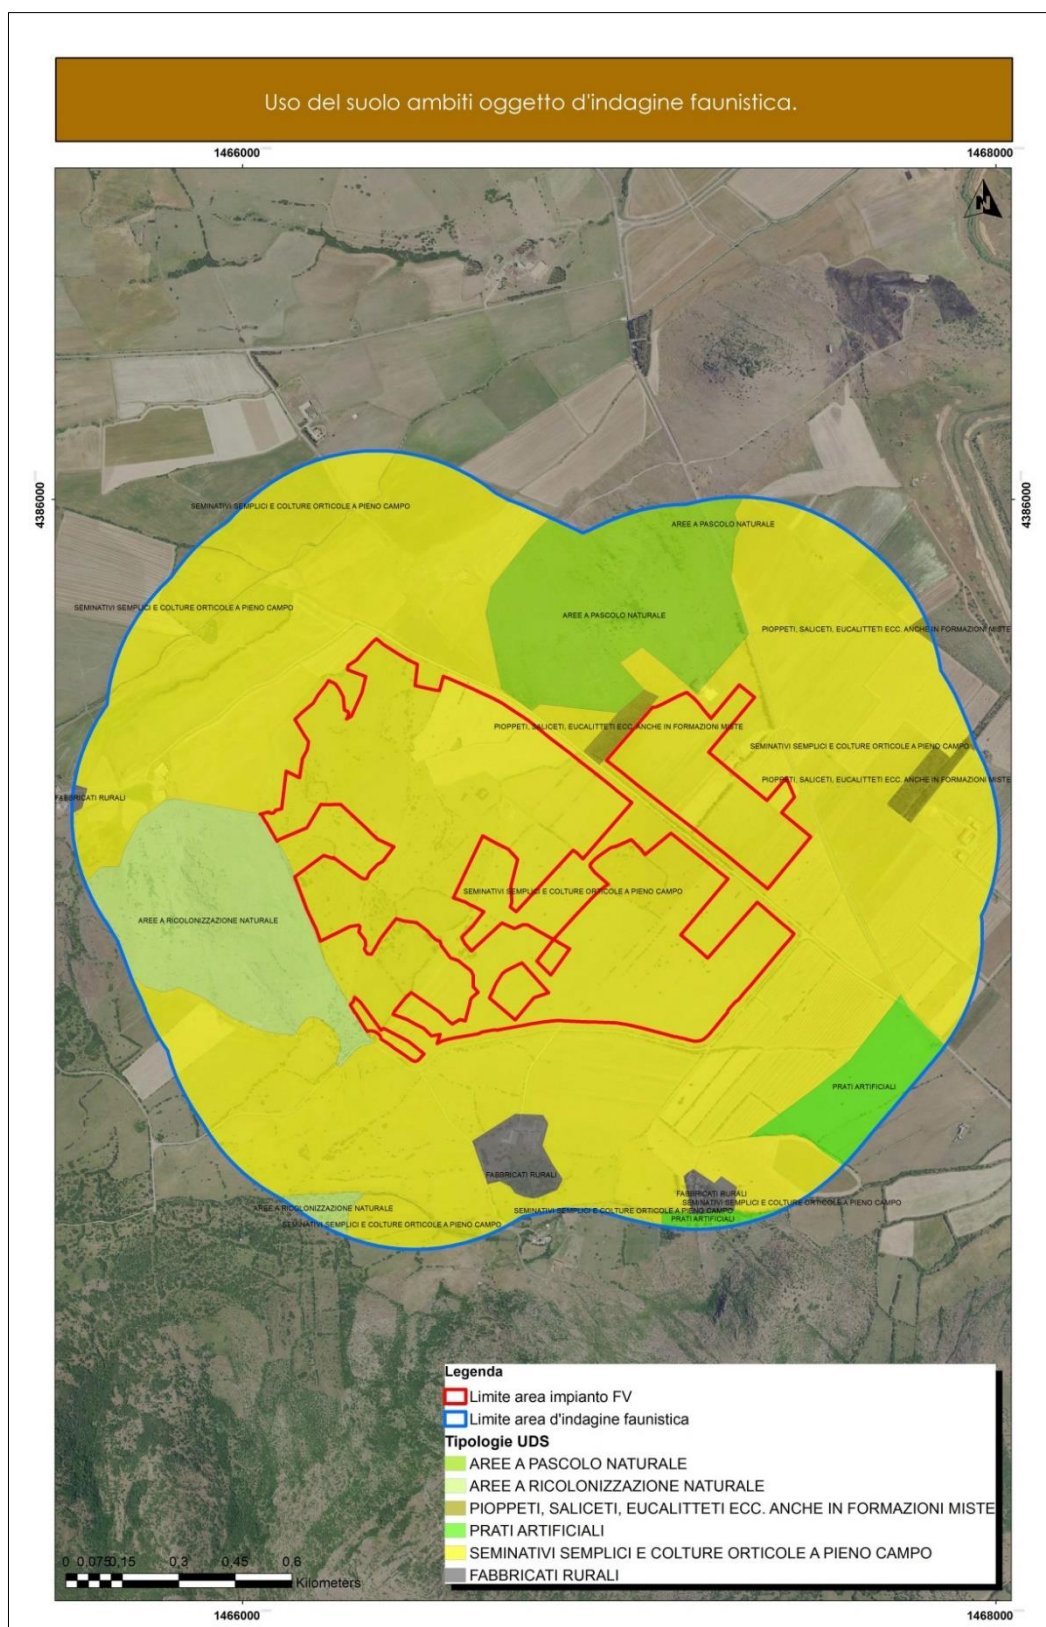 Uso del suolo ambiti oggetto d'indagine faunistica.
1466000
1468000
N
4386000
4386000
SEMINATIVI SEMPLICI E COLTURE ORTICOLE A PIENO CAMPO
AREE A PASCOLO NATURALE
SEMINATIVI SEMPLICI E COLTURE ORTICOLE A PIENO CAMPO
AREE A PASCOLO NATURALE
PIOPPETI, SALICETI, EUCALITTETI ECC. ANCHE IN FORMAZIONI MISTE
PIOPPETI, SALICETI, EUCALITTETI ECC. ANCHE IN FORMAZIONI MISTE
SEMINATIVI SEMPLICI E COLTURE ORTICOLE A PIENO CAMPO
PIOPPETI, SALICETI, EUCALITTETI ECC. ANCHE IN FORMAZIONI MISTE
FABBRICATI RURALI
SEMINATIVI SEMPLICI E COLTURE ORTICOLE A PIENO CAMPO
AREE A RICOLONIZZAZIONE NATURALE
PRATI ARTIFICIALI
FABBRICATI RURALI
FABBRICATI RURALI
SEMINATIVI SEMPLICI E COLTURE ORTICOLE A PIENO CAMPO
AREE A RICOLONIZZAZIONE NATURALE
SEMINATIVI SEMPLICI E COLTURE ORTICOLE A PIENO CAMPO
PRATI ARTIFICIALI
SEMINATIVI SEMPLICI E COLTURE ORTICOLE A PIENO CAMPO
Legenda
Limite area impianto FV
Limite area d'indagine faunistica
Tipologie UDS
AREE A PASCOLO NATURALE
AREE A RICOLONIZZAZIONE NATURALE
PIOPPETI, SALICETI, EUCALITTETI ECC. ANCHE IN FORMAZIONI MISTE
PRATI ARTIFICIALI
SEMINATIVI SEMPLICI E COLTURE ORTICOLE A PIENO CAMPO
FABBRICATI RURALI
0 0,075 0,15 0,3 0,45 0,6
Kilometers
1466000
1468000